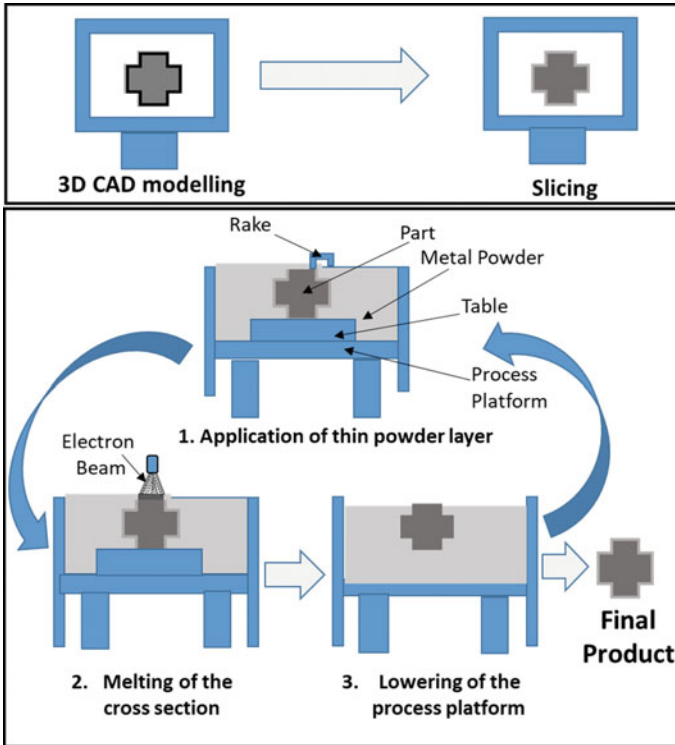 3D CAD modelling
Slicing
Rake
Part
Metal Powder
Table
Process
Platform
1. Application of thin powder layer
Electron
Beam
2. Melting of the
cross section
3. Lowering of the
process platform
Final
Product